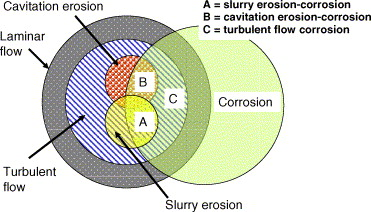 Cavitation erosion
A = slurry erosion-corrosion
B = cavitation erosion-corrosion
C = turbulent flow corrosion
Laminar
flow
B
C
Corrosion
A
Turbulent
flow
Slurry erosion